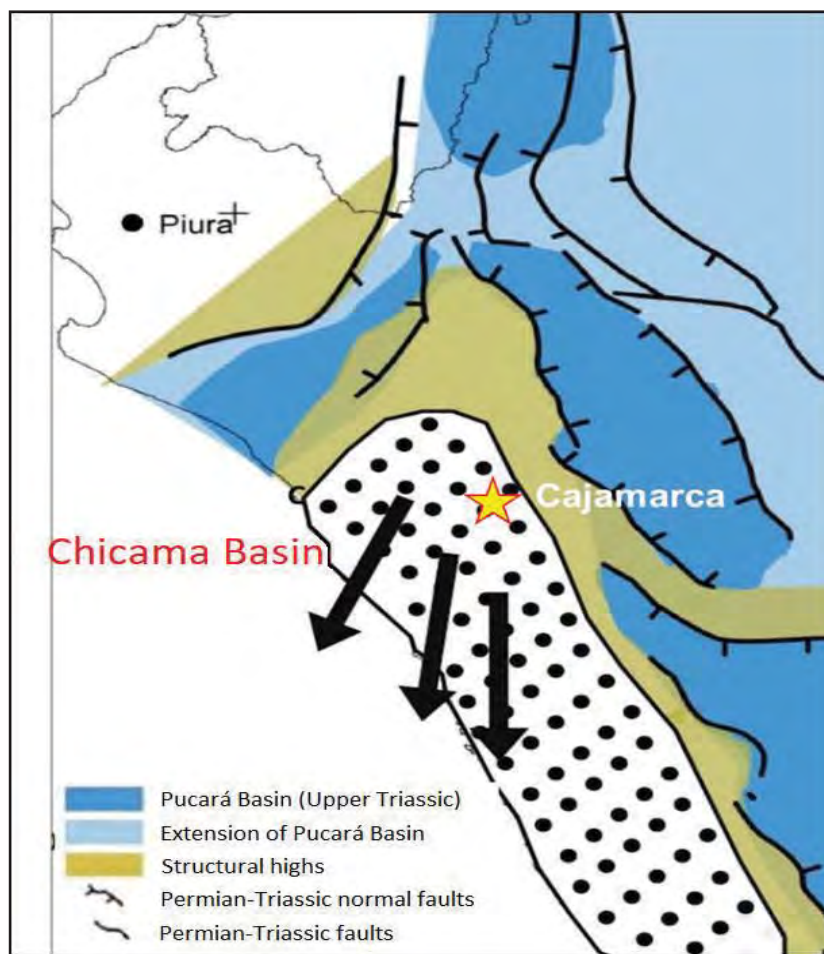 Piura
Cajamarca
Chicama Basin
Pucará Basin (Upper Triassic)
Extension of Pucará Basin
Structural highs
Permian-Triassic normal faults
Permian-Triassic faults